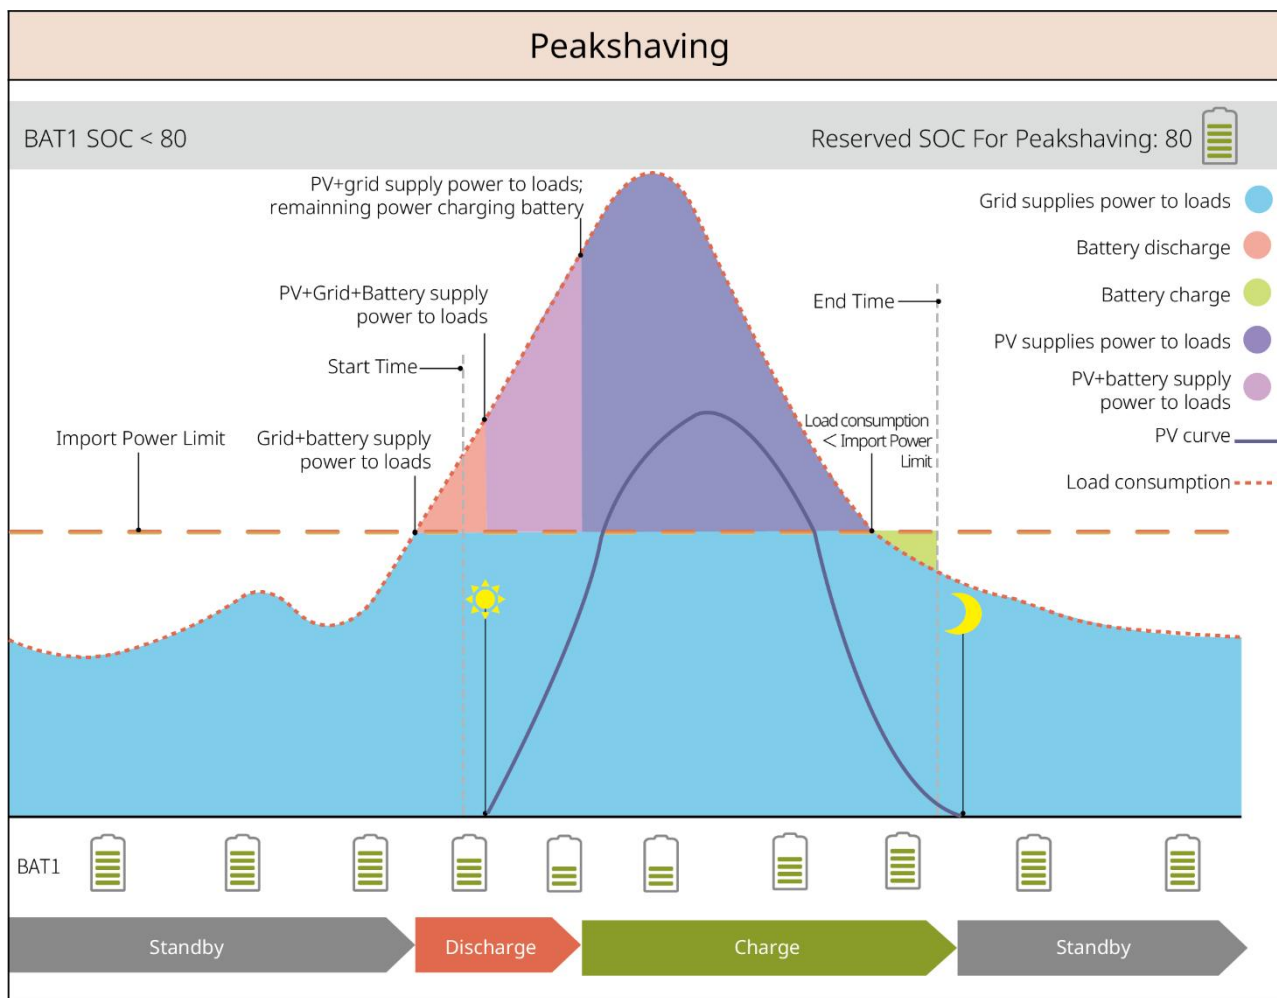 Peakshaving
BAT1 SOC < 80
Reserved SOC For Peakshaving: 80
PV+grid supply power to loads;
remainning power charging battery
PV+Grid+Battery supply
power to loads
Start Time
Import Power Limit
Grid+battery supply
power to loads
End Time
Load consumption
< Import Power
Limit
Grid supplies power to loads
Battery discharge
Battery charge
PV supplies power to loads
PV+battery supply
power to loads
PV curve
Load consumption
BAT1
Standby
Discharge
Charge
Standby